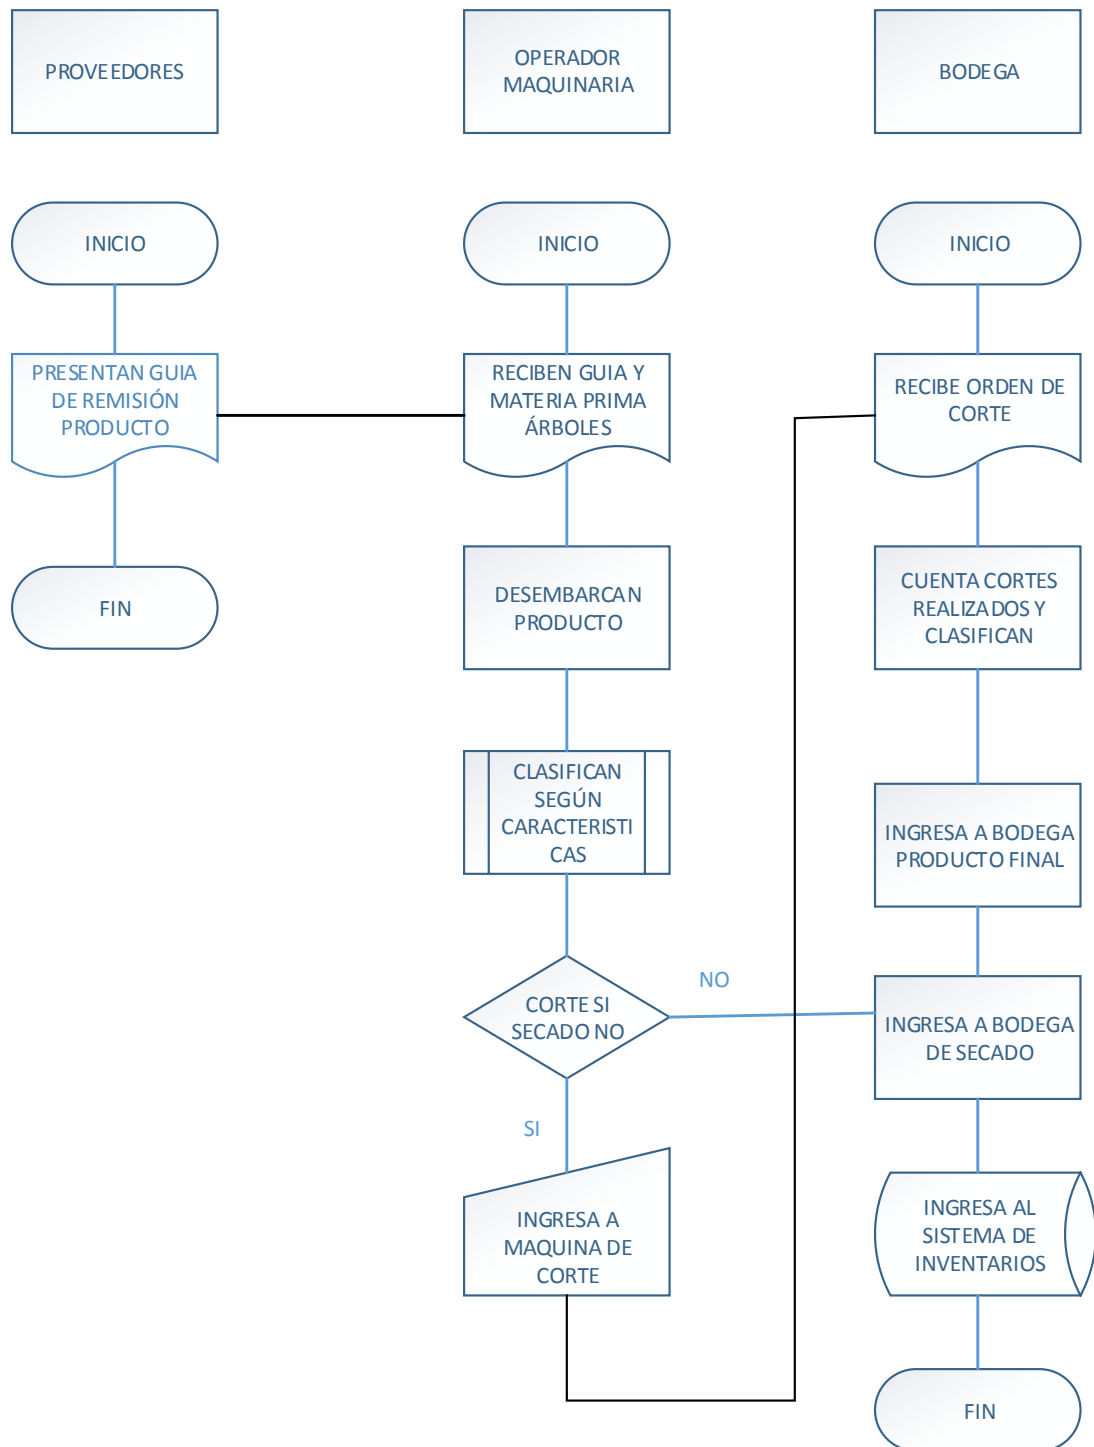 PROVEEDORES
OPERADOR
MAQUINARIA
BODEGA
INICIO
INICIO
INICIO
PRESENTAN GUIA
DE REMISIÓN
PRODUCTO
RECIBEN GUIA Y
MATERIA PRIMA
ÁRBOLES
RECIBE ORDEN DE
CORTE
FIN
DESEMBARCAN
PRODUCTO
CUENTA CORTES
REALIZADOS Y
CLASIFICAN
CLASIFICAN
SEGÚN
CARACTERISTI
CAS
INGRESA A BODEGA
PRODUCTO FINAL
CORTE SI
SECADO NO
NO
INGRESA A BODEGA
DE SECADO
SI
INGRESA A
MAQUINA DE
CORTE
INGRESA AL
SISTEMA DE
INVENTARIOS
FIN